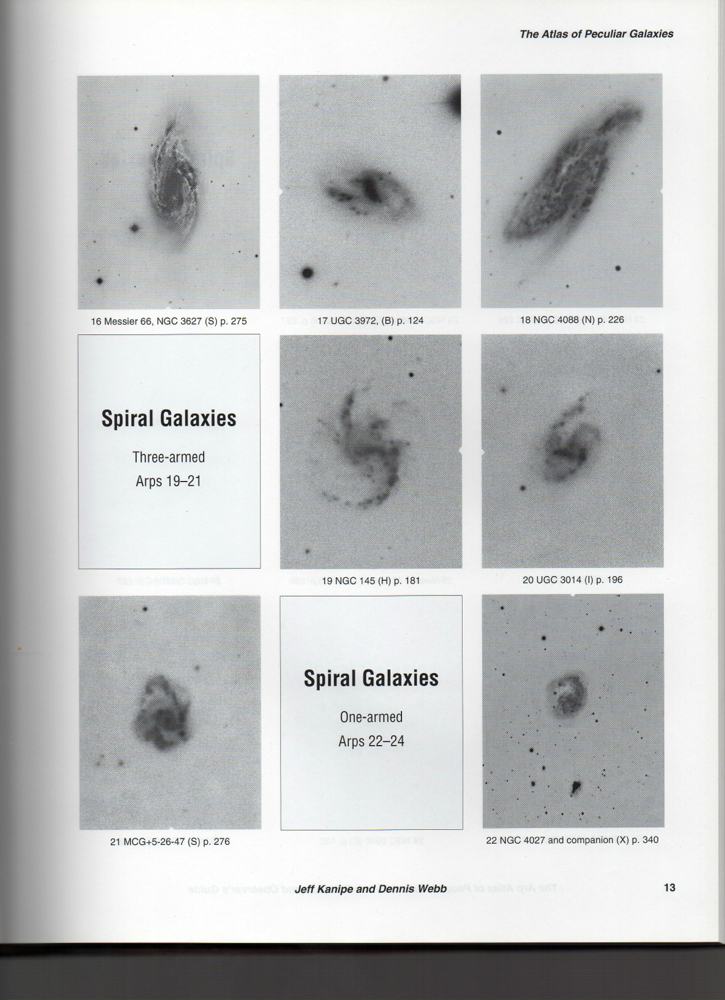 The Atlas of Peculiar Galaxies
16 Messier 66, NGC 3627 (S) p. 275
17 UGC 3972, (B) p. 124
18 NGC 4088 (N) p. 226
Spiral Galaxies
Three-armed
Arps 19–21
19 NGC 145 (H) p. 181
20 UGC 3014 (I) p. 196
21 MCG+5-26-47 (S) p. 276
Spiral Galaxies
One-armed
Arps 22–24
22 NGC 4027 and companion (X) p. 340
Jeff Kanipe and Dennis Webb
13